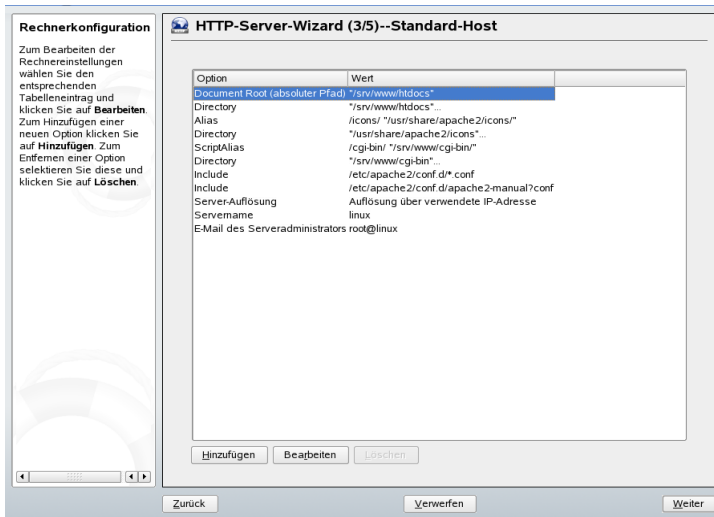 Rechnerkonfiguration
Zum Bearbeiten der
Rechnereinstellungen
wählen Sie den
entsprechenden
Tabelleneintrag und
klicken Sie auf Bearbeiten.
Zum Hinzufügen einer
neuen Option klicken Sie
auf Hinzufügen. Zum
Entfernen einer Option
selektieren Sie diese und
klicken Sie auf Löschen.
HTTP-Server-Wizard (3/5)--Standard-Host
Option Wert
Document Root (absoluter Pfad) "/srv/www/htdocs"
Directory "/srv/www/htdocs"...
Alias /icons/ "/usr/share/apache2/icons/"
Directory "/usr/share/apache2/icons"...
ScriptAlias /cgi-bin/ "/srv/www/cgi-bin/"
Directory "/srv/www/cgi-bin"...
Include /etc/apache2/conf.d/*.conf
Include /etc/apache2/conf.d/apache2-manual?conf
Server-Auflösung Auflösung über verwendete IP-Adresse
Servername linux
E-Mail des Serveradministrators root@linux
Hinzufügen Bearbeiten Löschen
Zurück Verwerfen Weiter